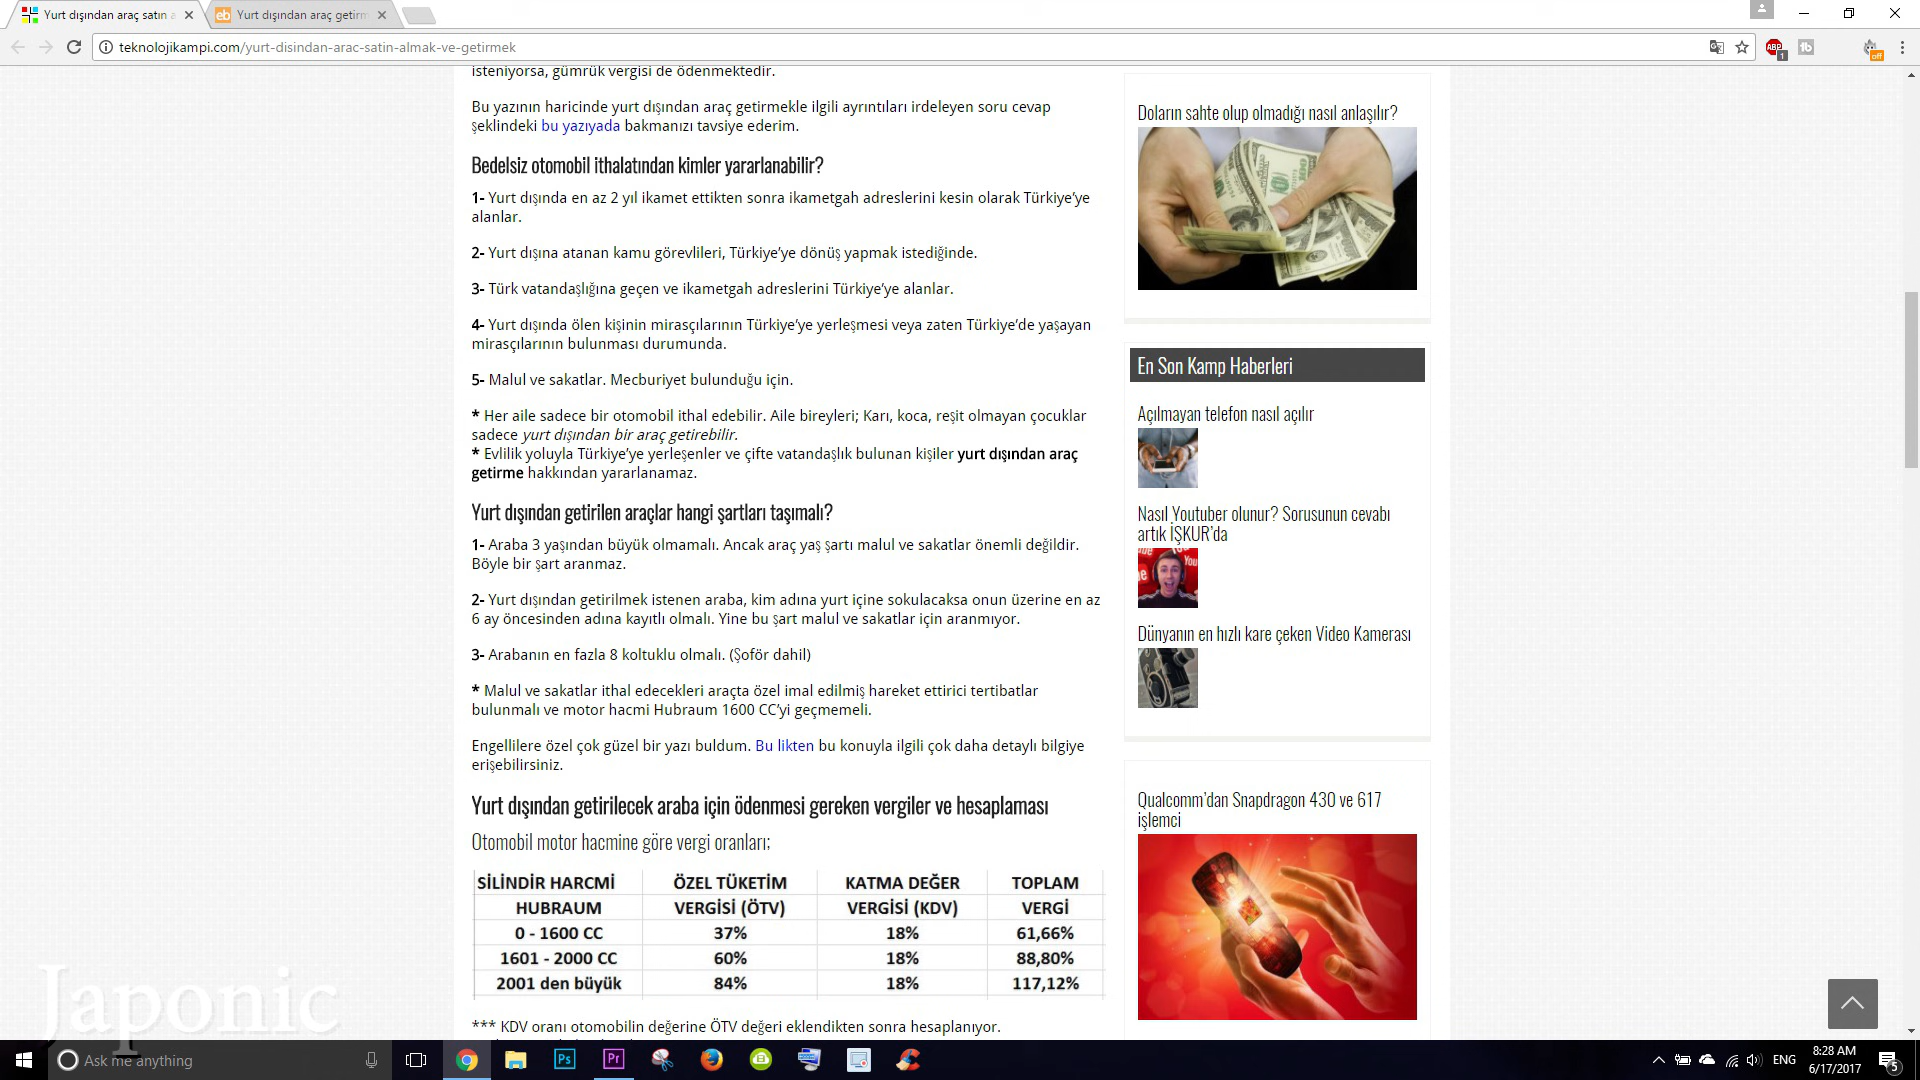 Yurt dışından araç satın a
Yurt dışından araç getirm
teknolojikampi.com/yurt-disindan-arac-satin-almak-ve-getirmek
isteniyorsa, gümrük vergisi de ödenmektedir.
Bu yazının haricinde yurt dışından araç getirmekle ilgili ayrıntıları irdeleyen soru cevap
şeklindeki bu yazıyada bakmanızı tavsiye ederim.
Bedelsiz otomobil ithalatından kimler yararlanabilir?
1- Yurt dışında en az 2 yıl ikamet ettikten sonra ikametgah adreslerini kesin olarak Türkiye’ye
alanlar.
2- Yurt dışına atanan kamu görevlileri, Türkiye’ye dönüş yapmak istediğinde.
3- Türk vatandaşlığına geçen ve ikametgah adreslerini Türkiye’ye alanlar.
4- Yurt dışında ölen kişinin mirasçılarının Türkiye’ye yerleşmesi veya zaten Türkiye’de yaşayan
mirasçılarının bulunması durumunda.
5- Malul ve sakatlar. Mecburiyet bulunduğu için.
* Her aile sadece bir otomobil ithal edebilir. Aile bireyleri; Karı, koca, reşit olmayan çocuklar
sadece yurt dışından bir araç getirebilir.
* Evlilik yoluyla Türkiye’ye yerleşenler ve çifte vatandaşlık bulunan kişiler yurt dışından araç
getirme hakkından yararlanamaz.
Yurt dışından getirilen araçlar hangi şartları taşımalı?
1- Araba 3 yaşından büyük olmamalı. Ancak araç yaş şartı malul ve sakatlar önemli değildir.
Böyle bir şart aranmaz.
2- Yurt dışından getirilmek istenen araba, kim adına yurt içine sokulacaksa onun üzerine en az
6 ay öncesinden adına kayıtlı olmalı. Yine bu şart malul ve sakatlar için aranmıyor.
3- Arabanın en fazla 8 koltuklu olmalı. (Şoför dahil)
* Malul ve sakatlar ithal edecekleri araçta özel imal edilmiş hareket ettirici tertibatlar
bulunmalı ve motor hacmi Hubraum 1600 CC’yi geçmemeli.
Engellilere özel çok güzel bir yazı buldum. Bu likten bu konuyla ilgili çok daha detaylı bilgiye
erişebilirsiniz.
Yurt dışından getirilecek araba için ödenmesi gereken vergiler ve hesaplaması
Otomobil motor hacmine göre vergi oranları;
SİLİNDİR HARCMİ ÖZEL TÜKETİM KATMA DEĞER TOPLAM
HUBRAUM VERGİSİ (ÖTV) VERGİSİ (KDV) VERGİ
0 - 1600 CC 37% 18% 61,66%
1601 - 2000 CC 60% 18% 88,80%
2001 den büyük 84% 18% 117,12%
*** KDV oranı otomobilin değerine ÖTV değeri eklendikten sonra hesaplanıyor.
Doların sahte olup olmadığı nasıl anlaşılır?
En Son Kamp Haberleri
Açılmayan telefon nasıl açılır
Nasıl Youtuber olunur? Sorusunun cevabı
artık İŞKUR’da
Dünyanın en hızlı kare çeken Video Kamerası
Qualcomm’dan Snapdragon 430 ve 617
işlemci
Japonic
Ask me anything
Ps
Pr
ENG
8:28 AM
6/17/2017
5